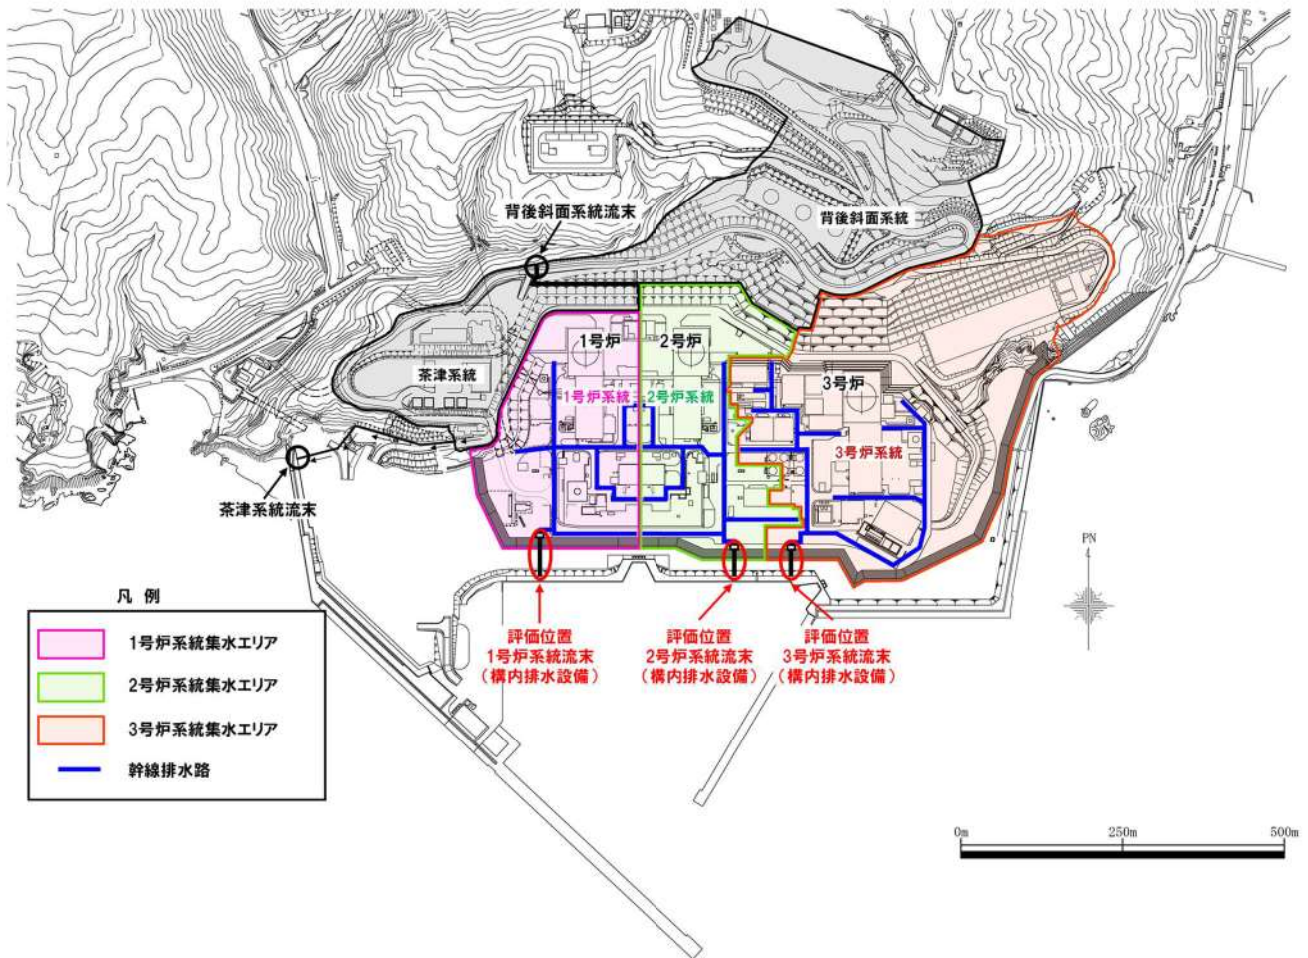 背後斜面系統流末
背後斜面系統
茶津系統
1号炉
2号炉
3号炉
1号炉系統
2号炉系統
3号炉系統
茶津系統流末
PN
評価位置
1号炉系統流末
（構内排水設備）
評価位置
2号炉系統流末
（構内排水設備）
評価位置
3号炉系統流末
（構内排水設備）
凡 例
1号炉系統集水エリア
2号炉系統集水エリア
3号炉系統集水エリア
幹線排水路
0m 250m 500m